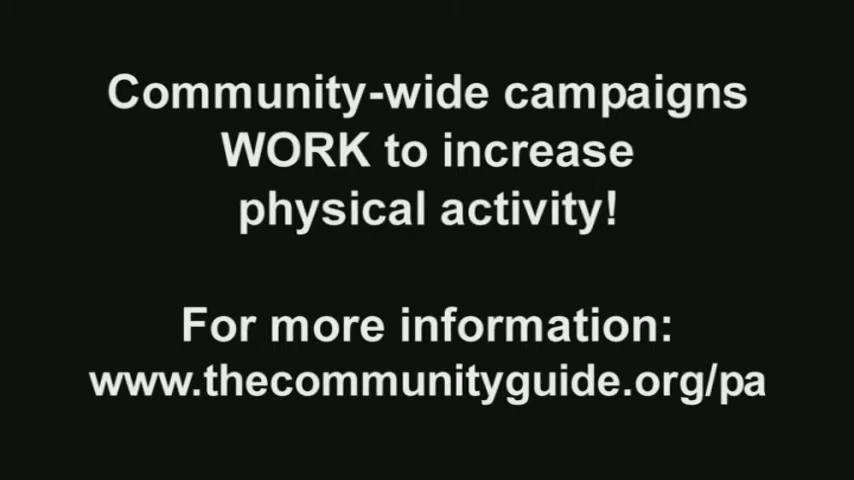 Community-wide campaigns
WORK to increase
physical activity!
For more information:
www.thecommunityguide.org/pa